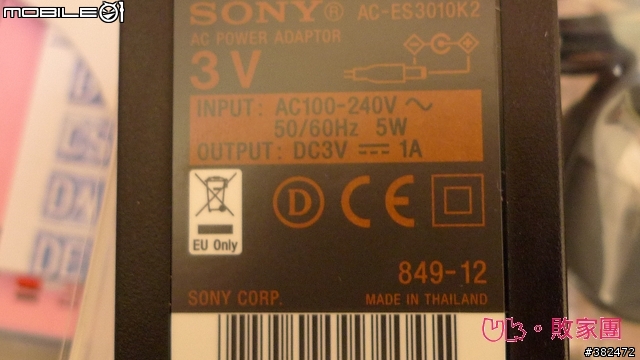 MOBILE01
SONY AC-ES3010K2
AC POWER ADAPTOR
3V
INPUT: AC100-240V ~
50/60Hz 5W
OUTPUT: DC3V ⎓ 1A
EU Only
D CE
849-12
SONY CORP. MADE IN THAILAND
敗家團
#382472